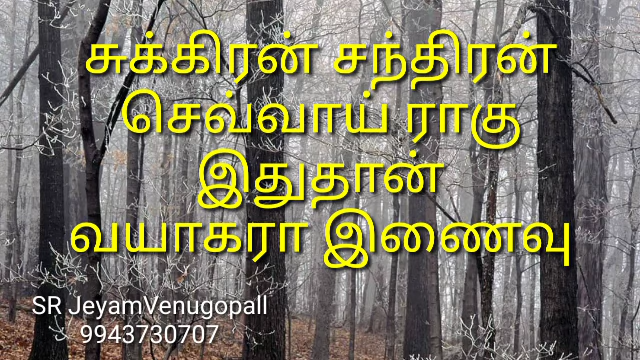 சுக்கிரன் சந்திரன்
செவ்வாய் ராகு
இதுதான்
வயாகரா இணைவு
SR JeyamVenugopall
9943730707